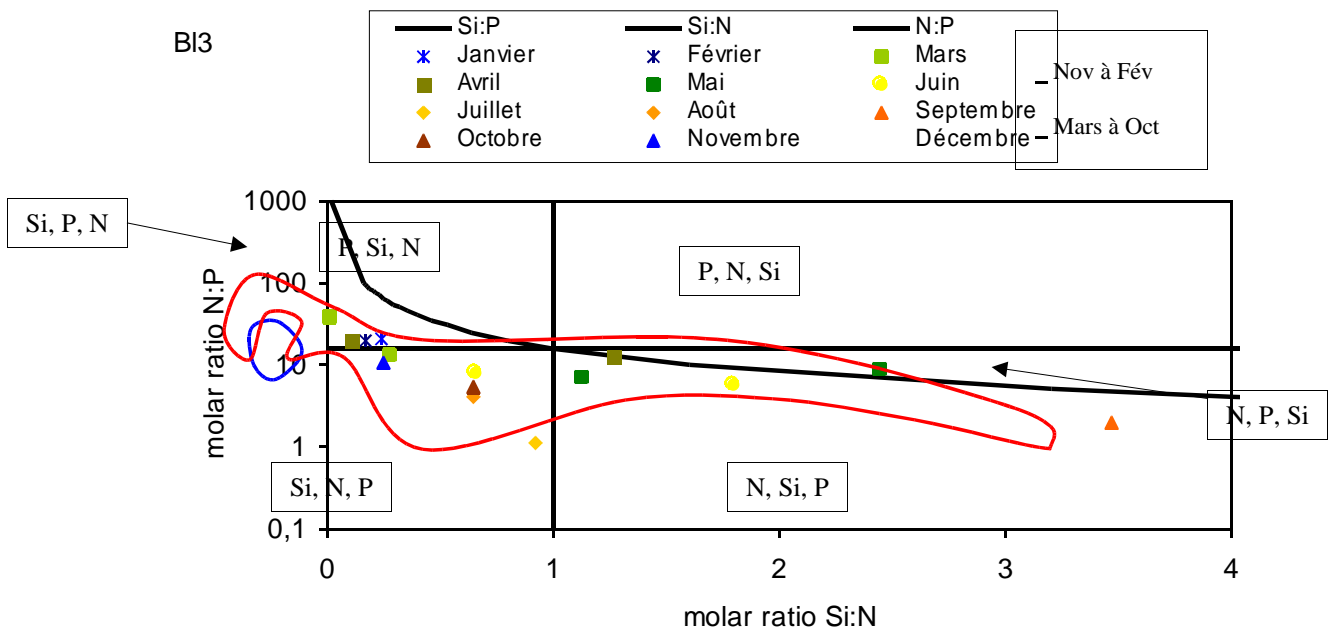 Bl3
Si:P Si:N N:P
Janvier Février Mars
Avril Mai Juin
Juillet Août Septembre
Octobre Novembre Décembre
Nov à Fév
Mars à Oct
Si, P, N
P, Si, N
P, N, Si
N, P, Si
Si, N, P
N, Si, P
molar ratio N:P
1000
100
10
1
0,1
0 1 2 3 4
molar ratio Si:N